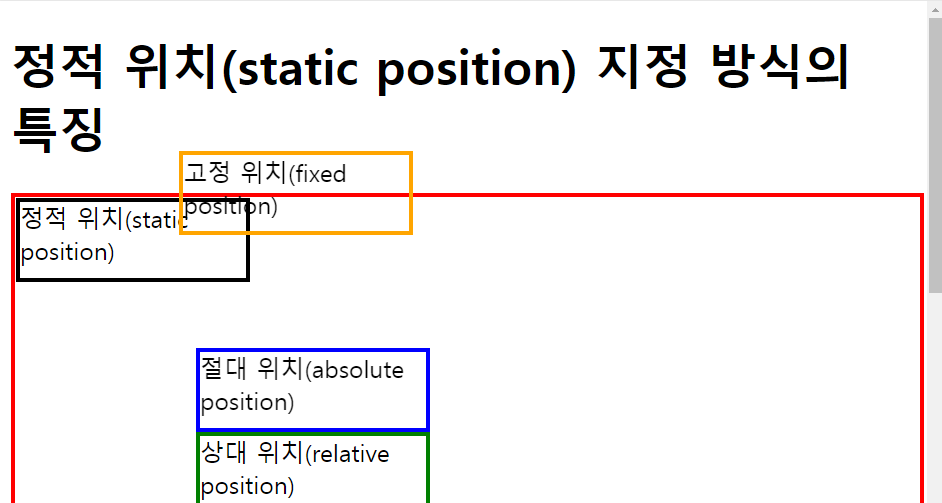 정적 위치(static position) 지정 방식의
특징
고정 위치(fixed
position)
정적 위치(static
position)
절대 위치(absolute
position)
상대 위치(relative
position)